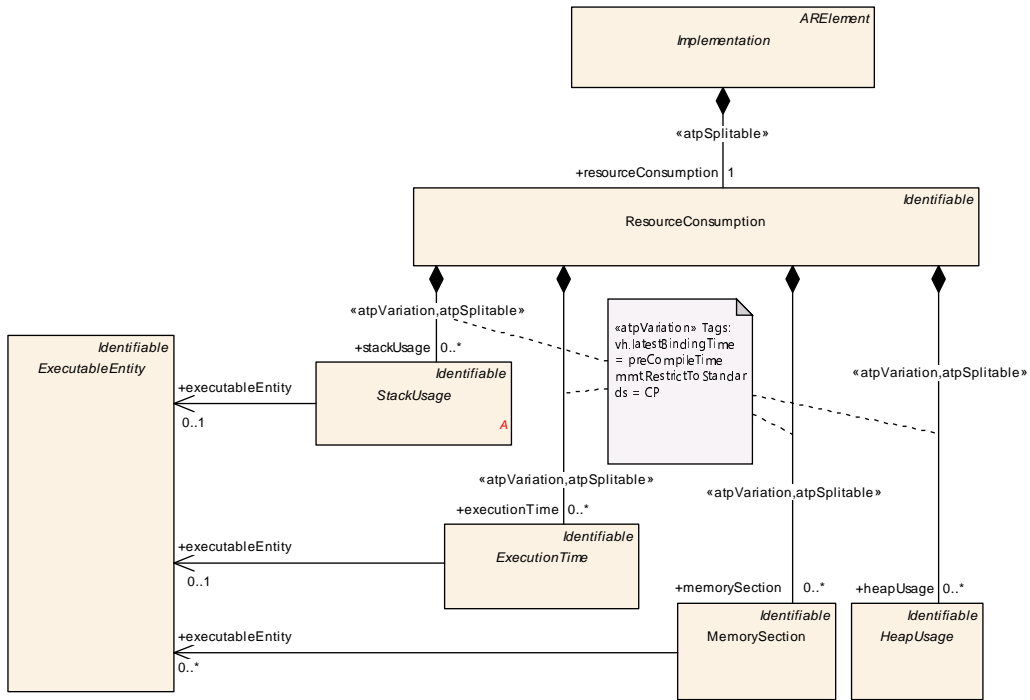 ARElement
Implementation
«atpSplitable»
+resourceConsumption 1
Identifiable
ResourceConsumption
«atpVariation,atpSplitable»
+stackUsage 0..*
«atpVariation» Tags:
vh.latestBindingTime
= preCompileTime
mmt.RestrictToStandar
ds = CP
Identifiable
ExecutableEntity
Identifiable
StackUsage
A
+executableEntity
0..1
«atpVariation,atpSplitable»
«atpVariation,atpSplitable»
+executionTime 0..*
«atpVariation,atpSplitable»
Identifiable
ExecutionTime
+executableEntity
0..1
+memorySection 0..*
+heapUsage 0..*
Identifiable
MemorySection
Identifiable
HeapUsage
+executableEntity
0..*